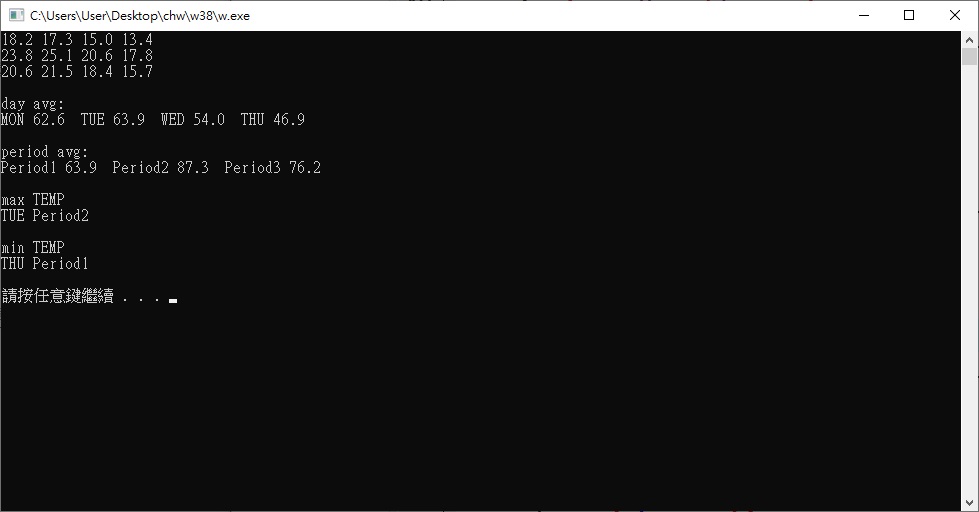 C:\Users\User\Desktop\chw\w38\w.exe
18.2 17.3 15.0 13.4
23.8 25.1 20.6 17.8
20.6 21.5 18.4 15.7
day avg:
MON 62.6  TUE 63.9  WED 54.0  THU 46.9
period avg:
Period1 63.9  Period2 87.3  Period3 76.2
max TEMP
TUE Period2
min TEMP
THU Period1
請按任意鍵繼續 . . .